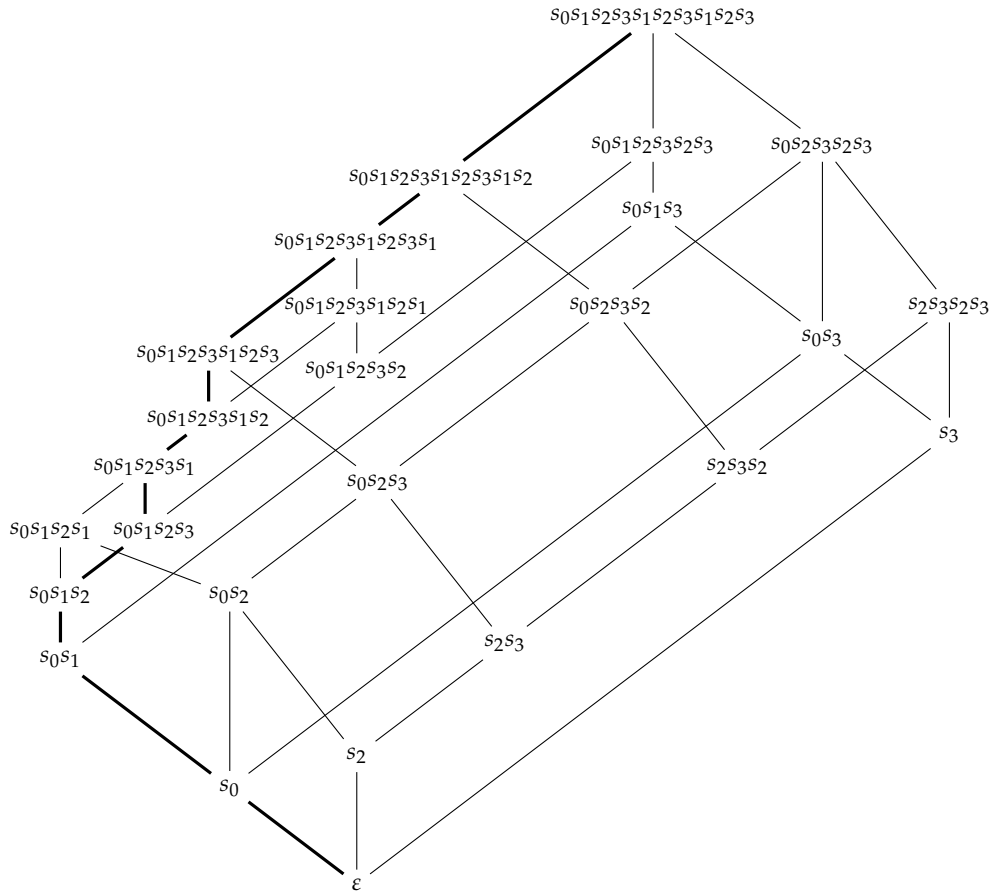 s₀s₁s₂s₃s₁s₂s₃s₁s₂s₃
s₀s₁s₂s₃s₂s₃
s₀s₂s₃s₂s₃
s₀s₁s₂s₃s₁s₂s₃s₁s₂
s₀s₁s₃
s₀s₁s₂s₃s₁s₂s₃s₁
s₀s₁s₂s₃s₁s₂s₁
s₀s₂s₃s₂
s₂s₃s₂s₃
s₀s₃
s₀s₁s₂s₃s₁s₂s₃
s₀s₁s₂s₃s₂
s₀s₁s₂s₃s₁s₂
s₃
s₀s₁s₂s₃s₁
s₂s₃s₂
s₀s₂s₃
s₀s₁s₂s₁
s₀s₁s₂s₃
s₀s₁s₂
s₀s₂
s₂s₃
s₀s₁
s₂
s₀
ε